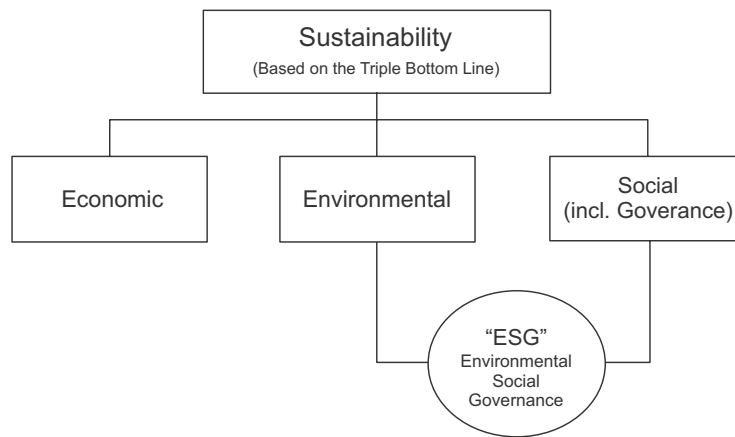 Sustainability
(Based on the Triple Bottom Line)
Economic
Environmental
Social
(incl. Goverance)
“ESG”
Environmental
Social
Governance